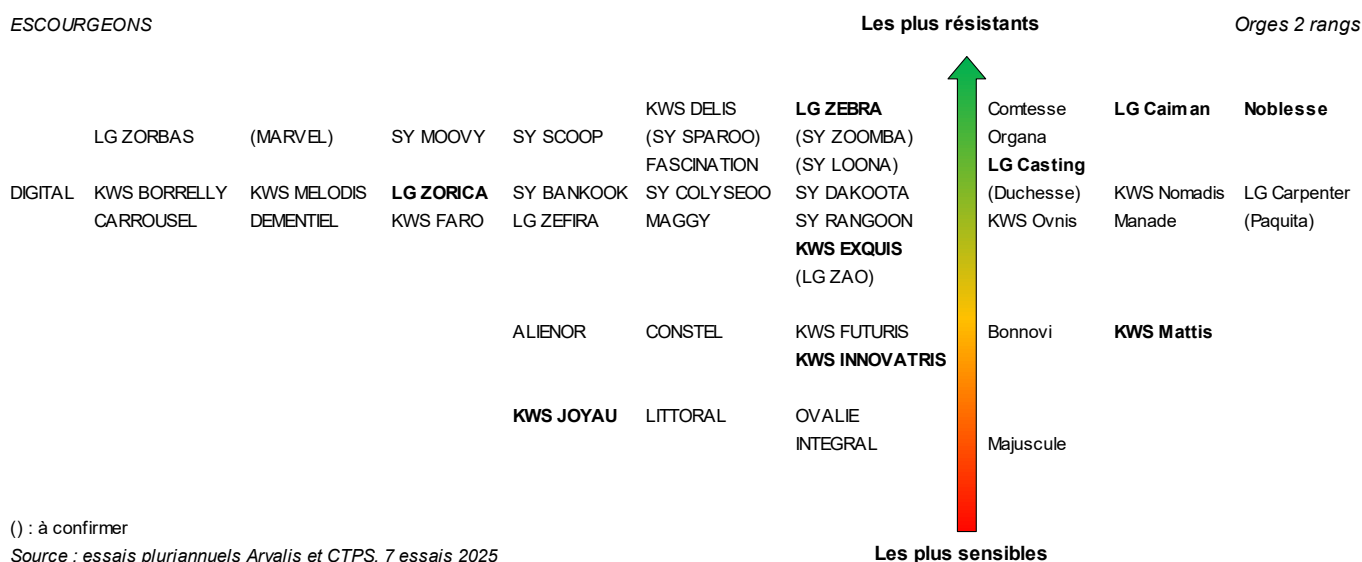 ESCOURGEONS Les plus résistants Orges 2 rangs
KWS DELIS LG ZEBRA Comtesse LG Caiman Noblesse
LG ZORBAS (MARVEL) SY MOOVY SY SCOOP (SY SPAROO) (SY ZOOMBA) Organa
FASCINATION (SY LOONA) LG Casting
DIGITAL KWS BORRELLY KWS MELODIS LG ZORICA SY BANKOOK SY COLYSEOO SY DAKOOTA (Duchesse) KWS Nomadis LG Carpenter
CARROUSEL DEMENTIEL KWS FARO LG ZEFIRA MAGGY SY RANGOON KWS Ovnis Manade (Paquita)
KWS EXQUIS
(LG ZAO)
ALIENOR CONSTEL KWS FUTURIS Bonnovi KWS Mattis
KWS INNOVATRIS
KWS JOYAU LITTORAL OVALIE
INTEGRAL Majuscule
() : à confirmer
Source : essais pluriannuels Arvalis et CTPS, 7 essais 2025 Les plus sensibles